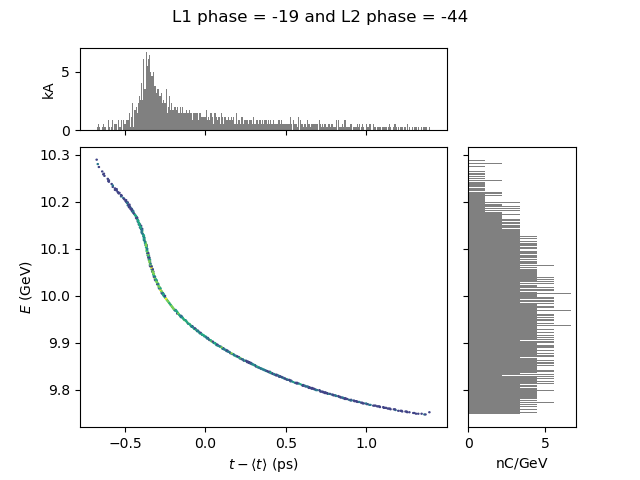 L1 phase = -19 and L2 phase = -44
kA
5
0
E (GeV)
10.3
10.2
10.1
10.0
9.9
9.8
−0.5 0.0 0.5 1.0
t − ⟨t⟩ (ps)
0 5
nC/GeV